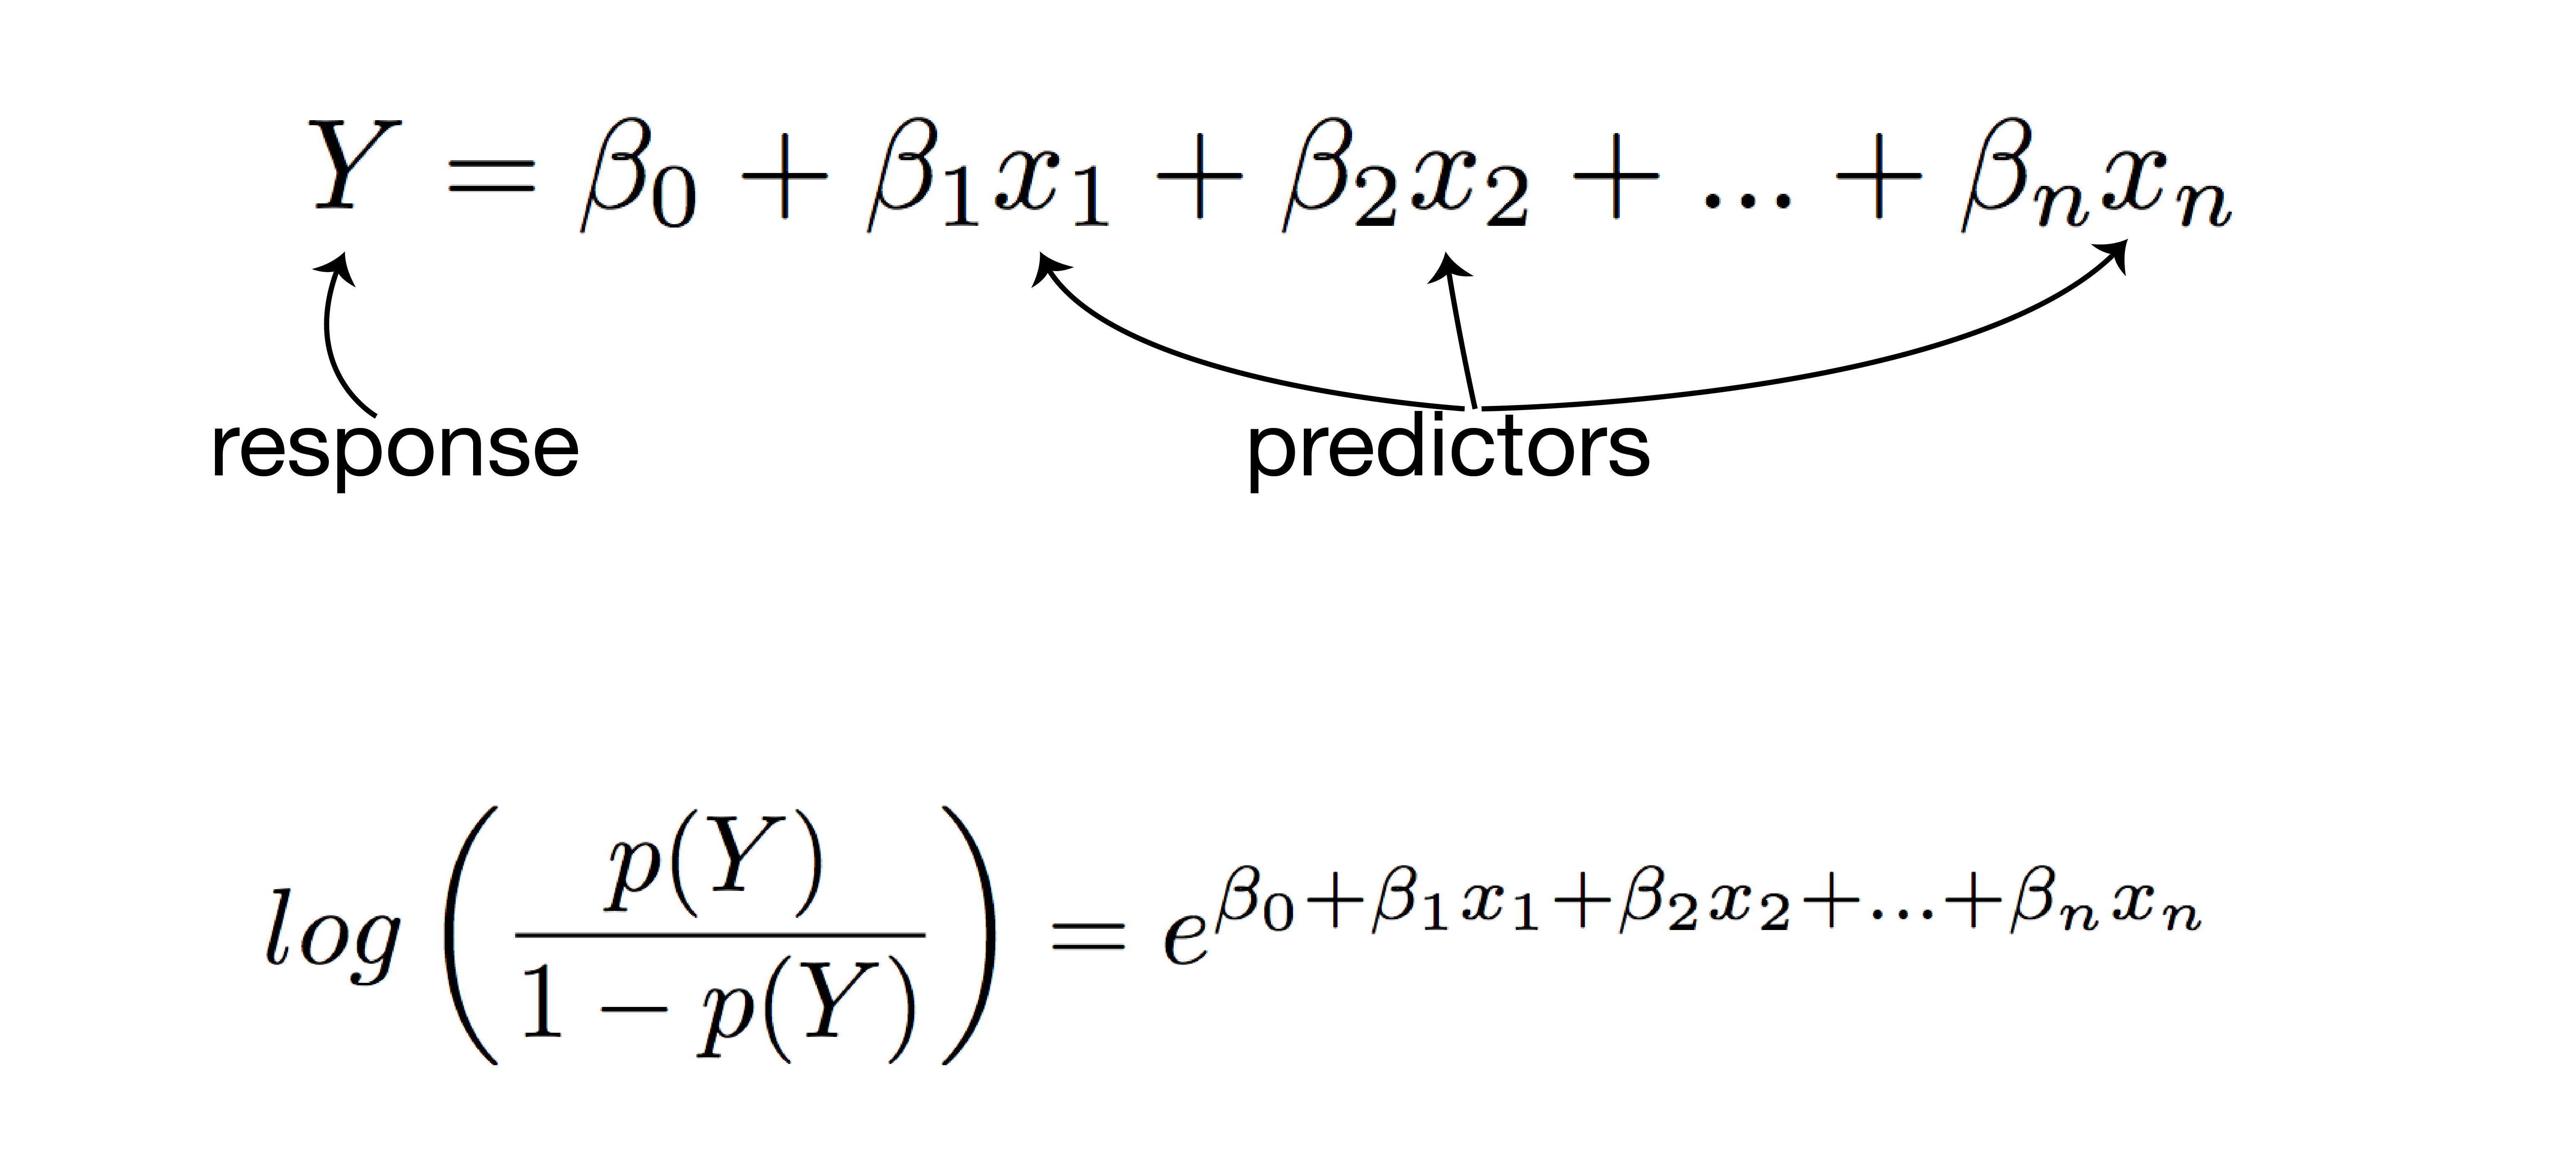 Y = β₀ + β₁x₁ + β₂x₂ + ... + βₙxₙ
response predictors
log ( p(Y) / 1 − p(Y) ) = e^{β₀+β₁x₁+β₂x₂+...+βₙxₙ}